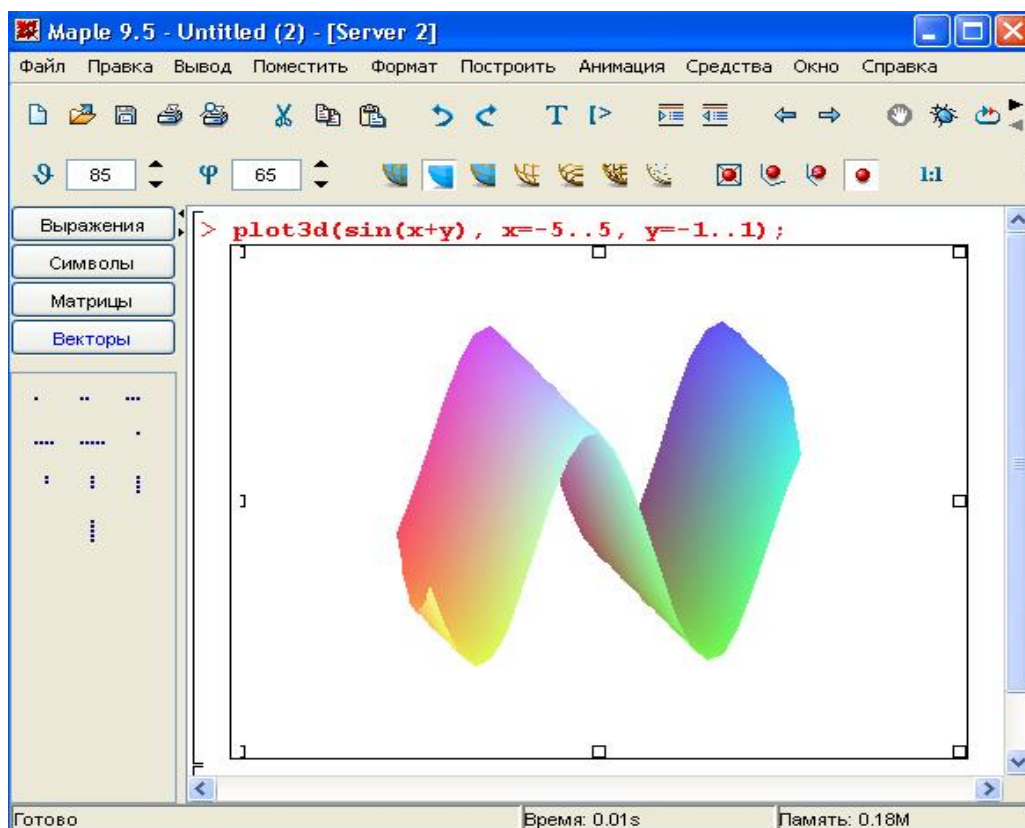 Maple 9.5 - Untitled (2) - [Server 2]
Файл Правка Вывод Поместить Формат Построить Анимация Средства Окно Справка
T [>
ϑ 85 φ 65 1:1
Выражения
Символы
Матрицы
Векторы
> plot3d(sin(x+y), x=-5..5, y=-1..1);
Готово Время: 0.01s Память: 0.18M